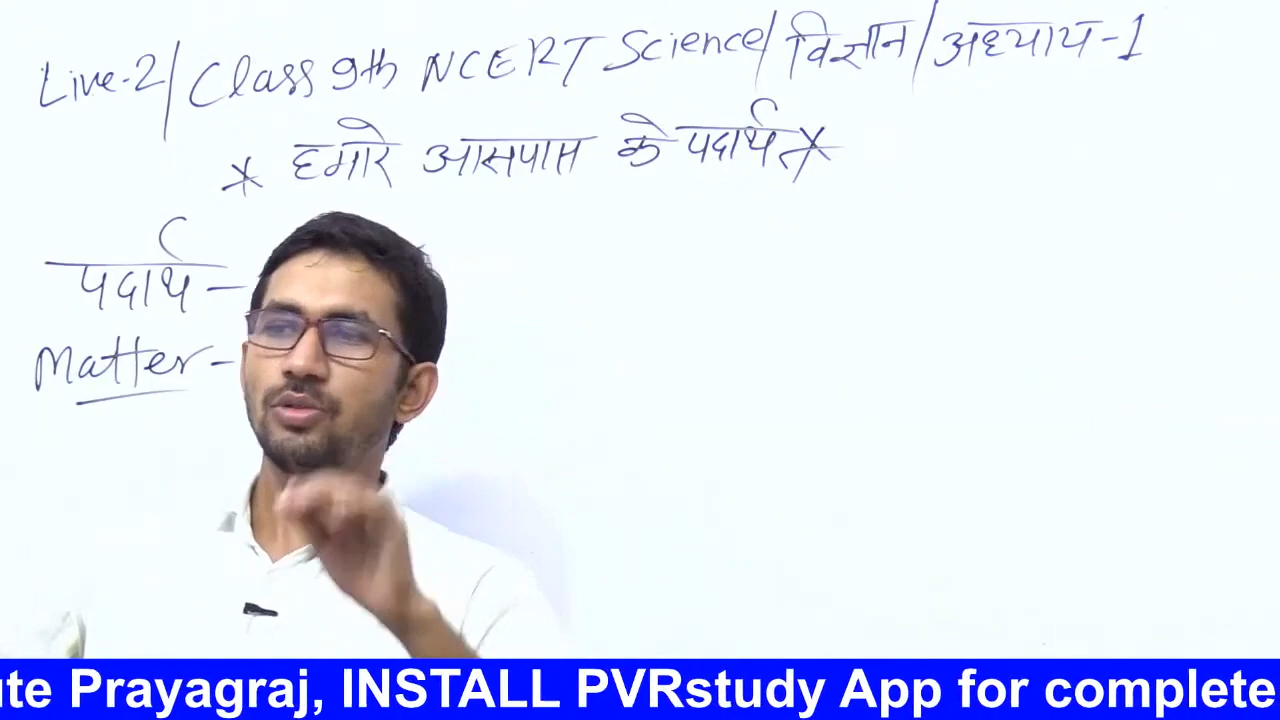 Live-2/Class 9th NCERT Science/विज्ञान/अध्याय-1
* हमारे आसपास के पदार्थ *
पदार्थ -
Matter -
ute Prayagraj, INSTALL PVRstudy App for complete